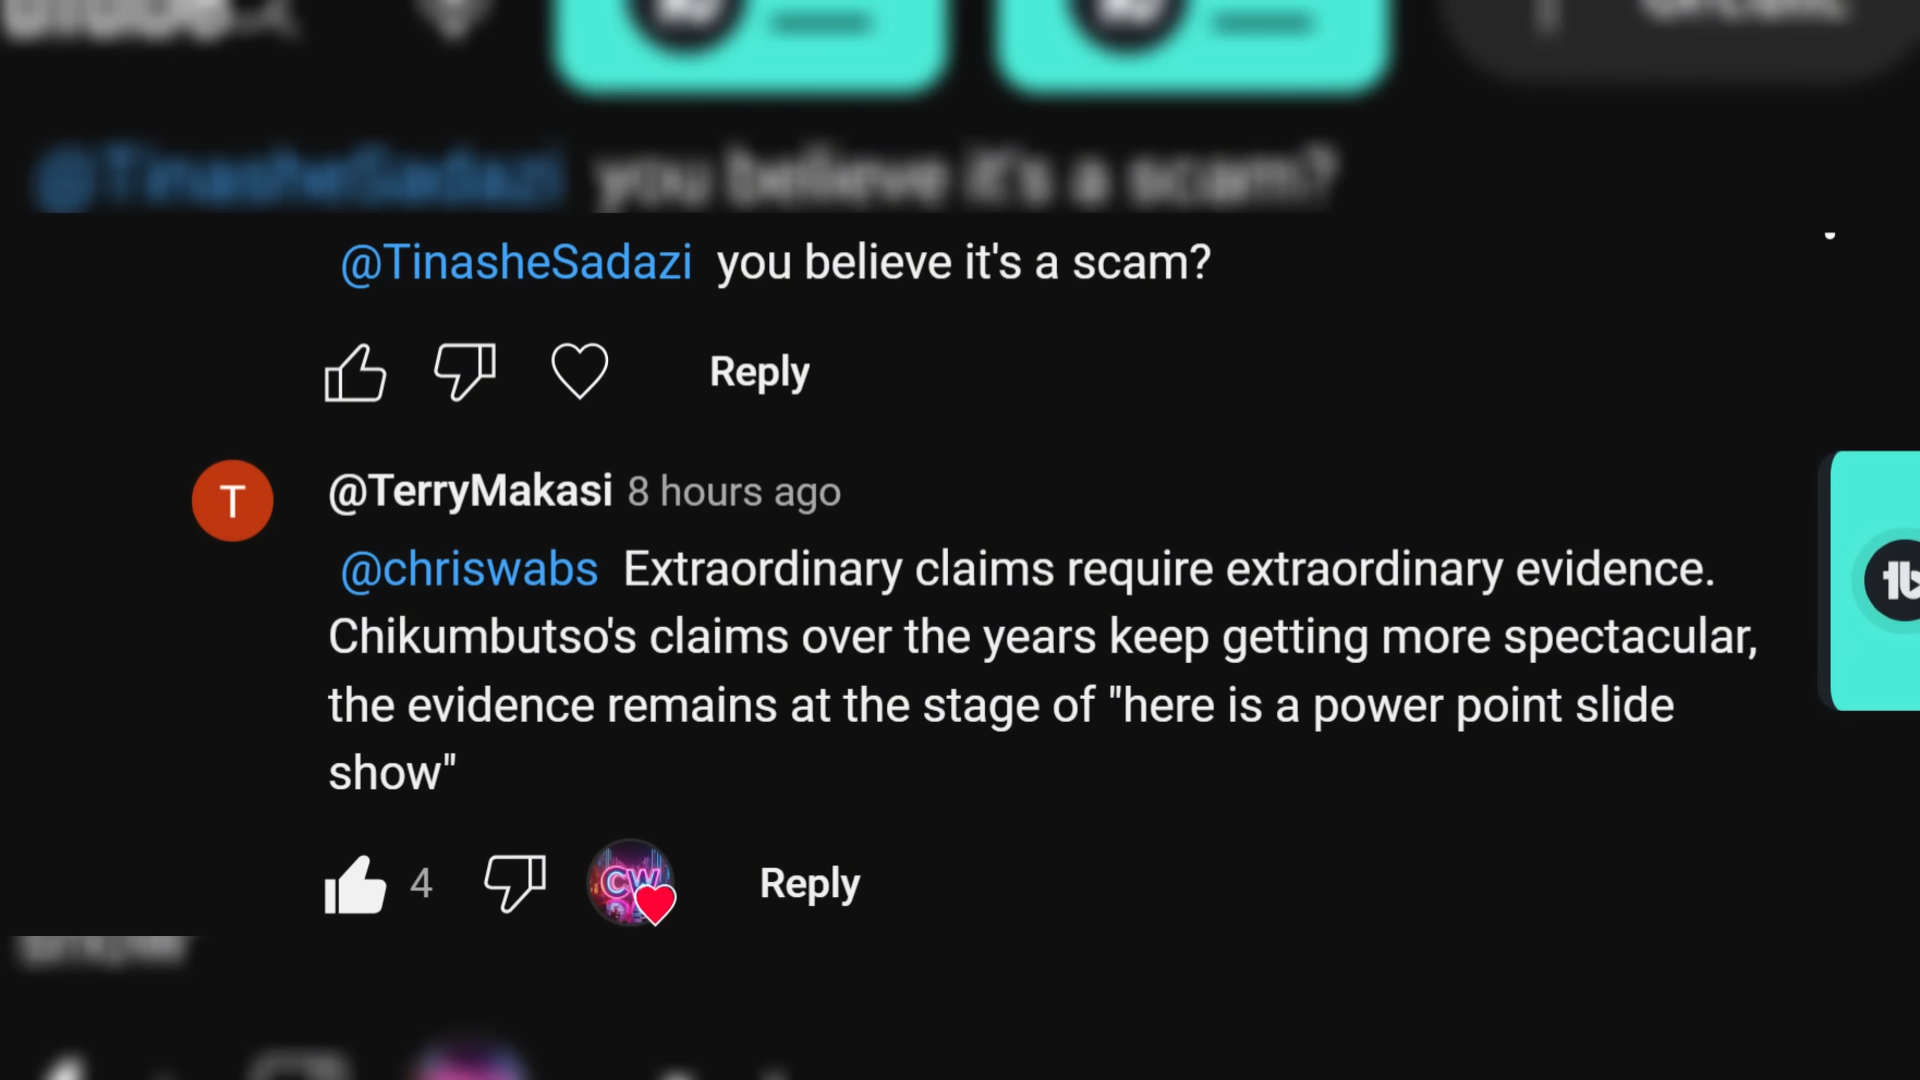 @TinasheSadazi you believe it's a scam?
@TinasheSadazi you believe it's a scam?
Reply
T
@TerryMakasi 8 hours ago
@chriswabs Extraordinary claims require extraordinary evidence.
Chikumbutso's claims over the years keep getting more spectacular,
the evidence remains at the stage of "here is a power point slide
show"
4
CW
Reply
show"